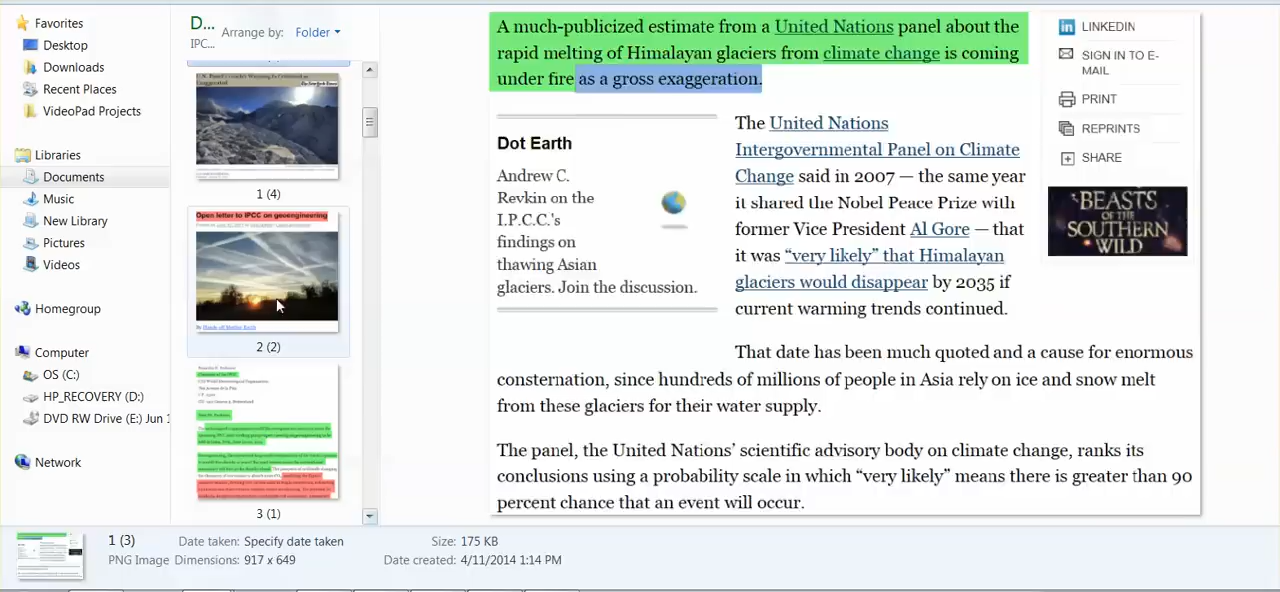 Favorites
Desktop
Downloads
Recent Places
VideoPad Projects
Libraries
Documents
Music
New Library
Pictures
Videos
Homegroup
Computer
OS (C:)
HP_RECOVERY (D:)
DVD RW Drive (E:) Jun 1
Network
D...
IPC...
Arrange by: Folder
1 (4)
Open letter to IPCC on geoengineering
By Hands off Mother Earth
2 (2)
3 (1)
A much-publicized estimate from a United Nations panel about the
rapid melting of Himalayan glaciers from climate change is coming
under fire as a gross exaggeration.
Dot Earth
Andrew C.
Revkin on the
I.P.C.C.'s
findings on
thawing Asian
glaciers. Join the discussion.
The United Nations
Intergovernmental Panel on Climate
Change said in 2007 — the same year
it shared the Nobel Peace Prize with
former Vice President Al Gore — that
it was “very likely” that Himalayan
glaciers would disappear by 2035 if
current warming trends continued.
That date has been much quoted and a cause for enormous
consternation, since hundreds of millions of people in Asia rely on ice and snow melt
from these glaciers for their water supply.
The panel, the United Nations’ scientific advisory body on climate change, ranks its
conclusions using a probability scale in which “very likely” means there is greater than 90
percent chance that an event will occur.
in LINKEDIN
SIGN IN TO E-
MAIL
PRINT
REPRINTS
SHARE
BEASTS
OF THE
SOUTHERN
WILD
1 (3)
PNG Image
Date taken: Specify date taken
Dimensions: 917 x 649
Size: 175 KB
Date created: 4/11/2014 1:14 PM